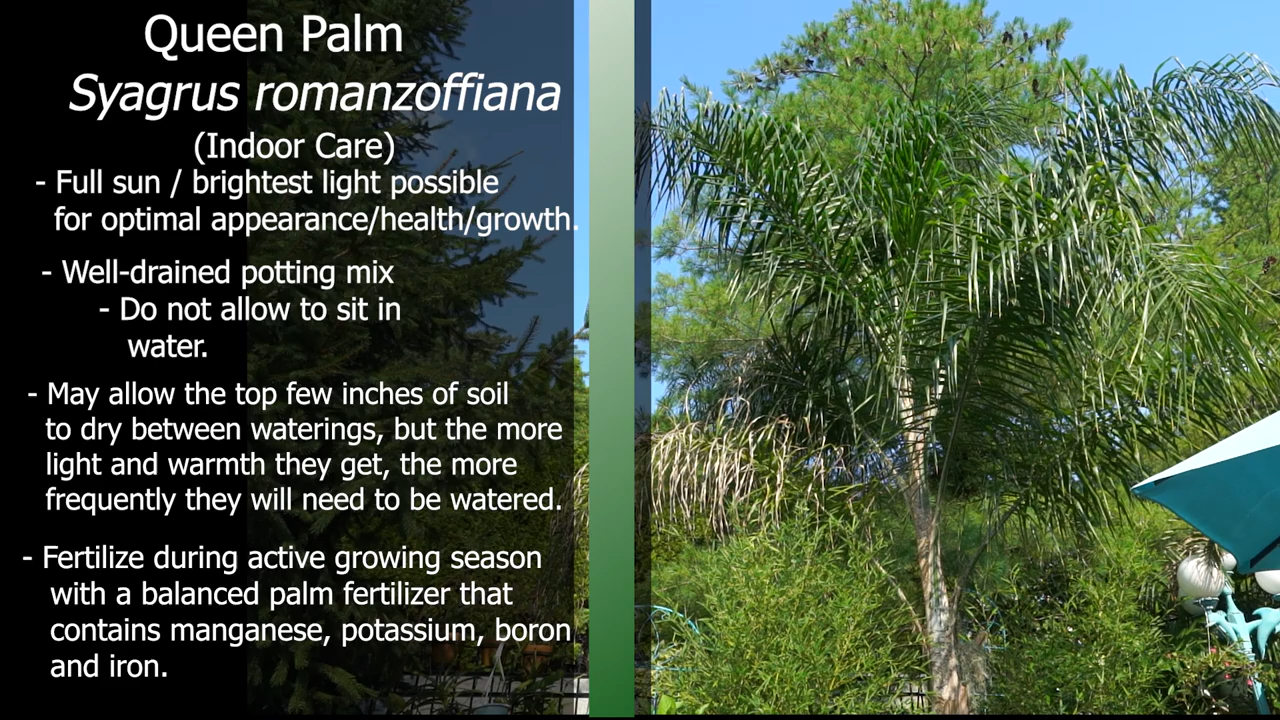 Queen Palm
Syagrus romanzoffiana
(Indoor Care)
- Full sun / brightest light possible
for optimal appearance/health/growth.
- Well-drained potting mix
- Do not allow to sit in
water.
- May allow the top few inches of soil
to dry between waterings, but the more
light and warmth they get, the more
frequently they will need to be watered.
- Fertilize during active growing season
with a balanced palm fertilizer that
contains manganese, potassium, boron
and iron.